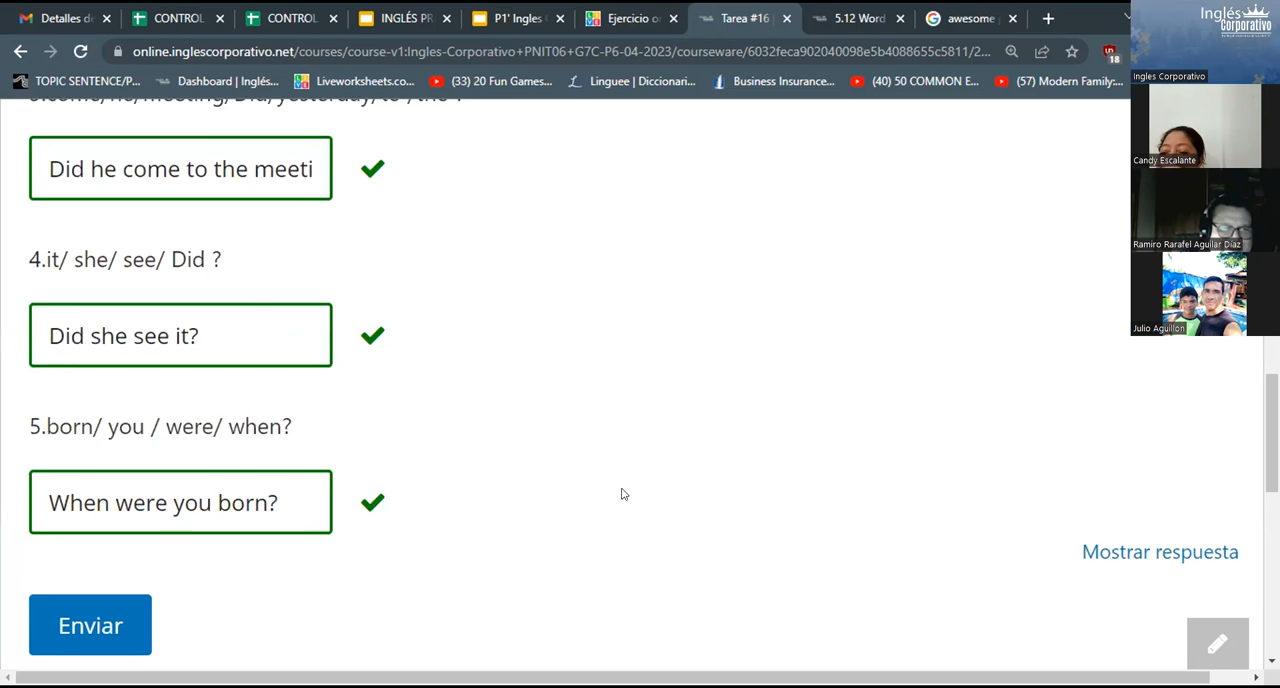 Detalles de
CONTROL
CONTROL
INGLÉS PR
P1' Ingles
Ejercicio o
Tarea #16
5.12 Word
awesome
online.inglescorporativo.net/courses/course-v1:Ingles-Corporativo+PNIT06+G7C-P6-04-2023/courseware/6032feca902040098e5b4088655c5811/2...
18
TOPIC SENTENCE/P...
Dashboard | Inglés...
Liveworksheets.co...
(33) 20 Fun Games...
Linguee | Diccionari...
Business Insurance...
(40) 50 COMMON E...
(57) Modern Family:...
Inglés
Corporativo
Ingles Corporativo
Candy Escalante
Ramiro Rarafel Aguilar Díaz
Julio Aguillon
Did he come to the meeti
4.it/ she/ see/ Did ?
Did she see it?
5.born/ you / were/ when?
When were you born?
Mostrar respuesta
Enviar